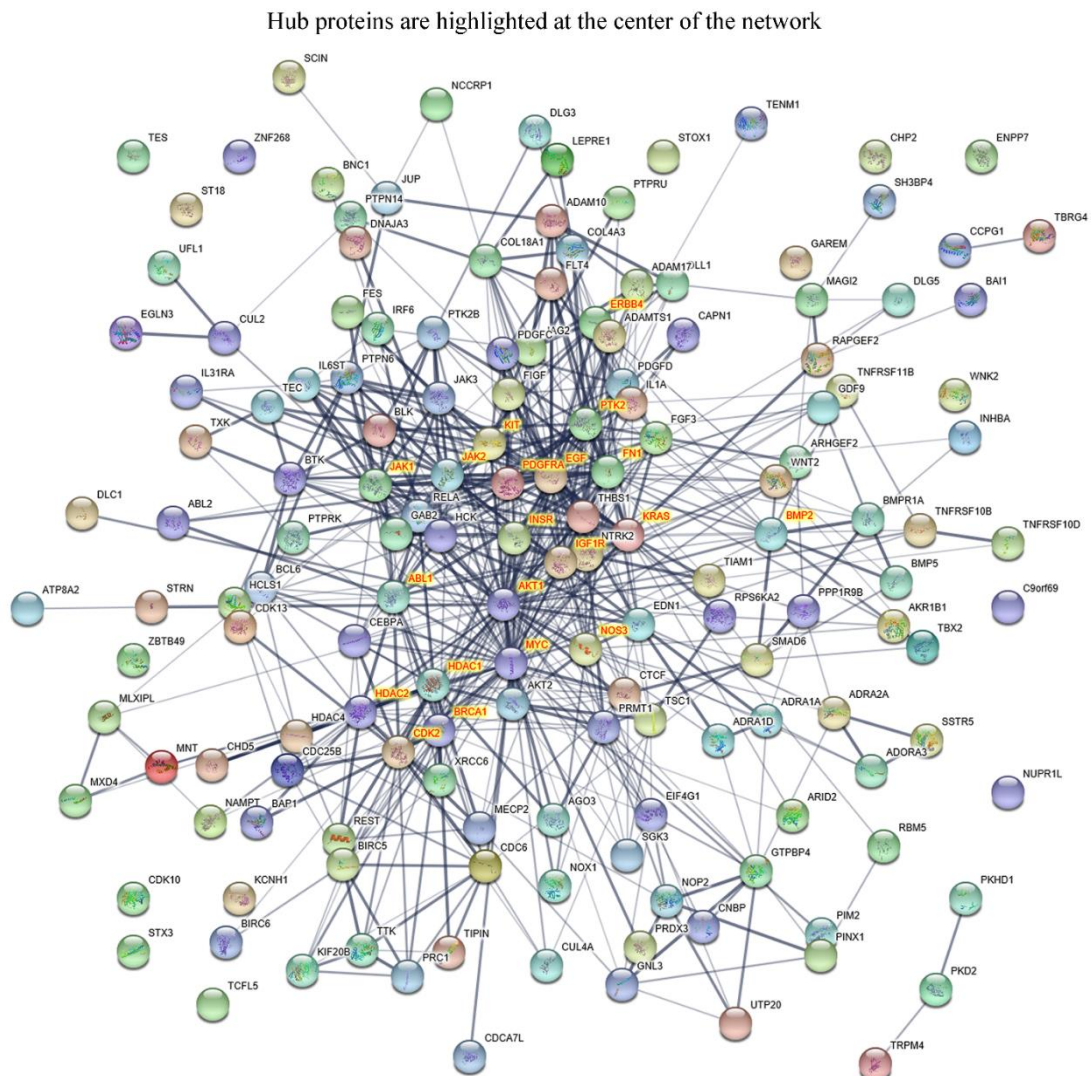 Hub proteins are highlighted at the center of the network
SCIN
NCCRP1
TENM1
DLG3
TES
ZNF268
LEPRE1
STOX1
CHP2
ENPP7
BNC1
JUP
PTPRU
SH3BP4
ST18
PTPN14
ADAM10
TBRG4
DNAJA3
COL4A3
CCPG1
COL18A1
GAREM
UFL1
FLT4
ADAM17
DLL1
MAGI2
DLG5
BAI1
FES
ERBB4
EGLN3
CUL2
IRF6
PTK2B
ADAMTS1
CAPN1
PDGFC
JAG2
RAPGEF2
PTPN6
IL6ST
FIGF
PDGFD
IL31RA
TEC
JAK3
IL1A
TNFRSF11B
GDF9
WNK2
BLK
PTK2
TXK
KIT
FGF3
INHBA
ARHGEF2
BTK
JAK1
JAK2
PDGFRA
EGF
FN1
WNT2
DLC1
ABL2
RELA
THBS1
BMPR1A
TNFRSF10B
PTPRK
GAB2
HCK
INSR
NTRK2
KRAS
BMP2
TNFRSF10D
IGF1R
BCL6
TIAM1
BMP5
HCLS1
ABL1
AKT1
ATP8A2
STRN
CDK13
EDN1
RPS6KA2
PPP1R9B
AKR1B1
C9orf69
CEBPA
NOS3
TBX2
ZBTB49
MYC
SMAD6
HDAC1
CTCF
MLXIPL
HDAC2
AKT2
ADRA1A
ADRA2A
HDAC4
BRCA1
PRMT1
TSC1
ADRA1D
SSTR5
MNT
CHD5
CDK2
CDC25B
ADORA3
MXD4
XRCC6
NUPR1L
NAMPT
BAP1
MECP2
AGO3
EIF4G1
ARID2
REST
RBM5
BIRC5
CDC6
SGK3
GTPBP4
CDK10
KCNH1
NOX1
NOP2
PKHD1
CNBP
STX3
BIRC6
TTK
TIPIN
PRDX3
PIM2
KIF20B
PRC1
CUL4A
PINX1
GNL3
PKD2
TCFL5
UTP20
CDCA7L
TRPM4